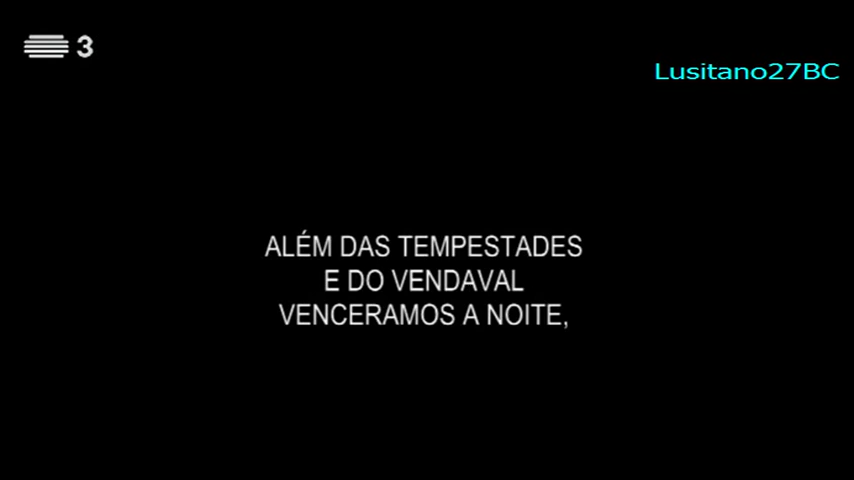 3
Lusitano27BC
ALÉM DAS TEMPESTADES
E DO VENDAVAL
VENCERAMOS A NOITE,